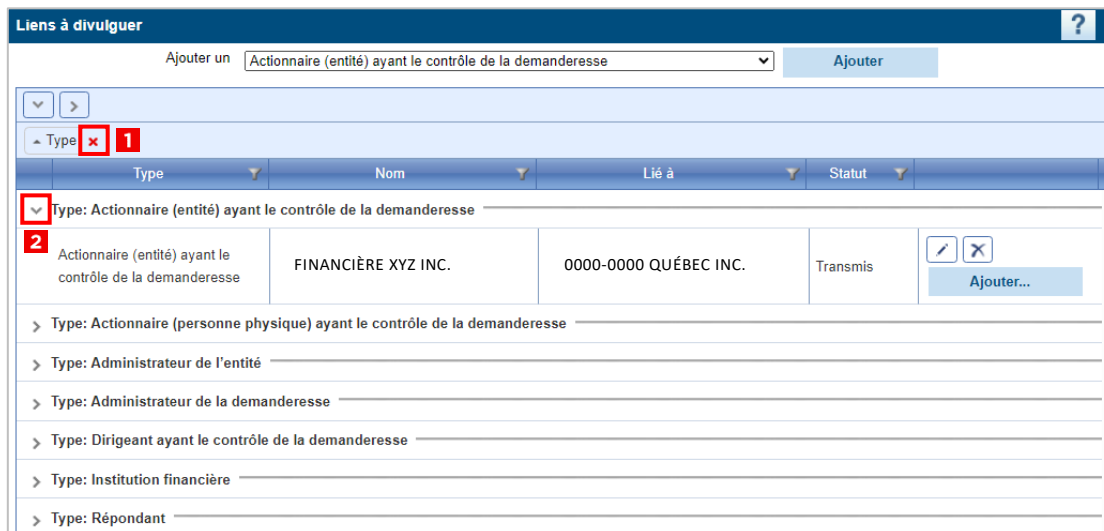 Liens à divulguer
?
Ajouter un Actionnaire (entité) ayant le contrôle de la demanderesse Ajouter
Type 1
Type Nom Lié à Statut
Type: Actionnaire (entité) ayant le contrôle de la demanderesse
2
Actionnaire (entité) ayant le
contrôle de la demanderesse
FINANCIÈRE XYZ INC.
0000-0000 QUÉBEC INC.
Transmis
Ajouter...
Type: Actionnaire (personne physique) ayant le contrôle de la demanderesse
Type: Administrateur de l'entité
Type: Administrateur de la demanderesse
Type: Dirigeant ayant le contrôle de la demanderesse
Type: Institution financière
Type: Répondant